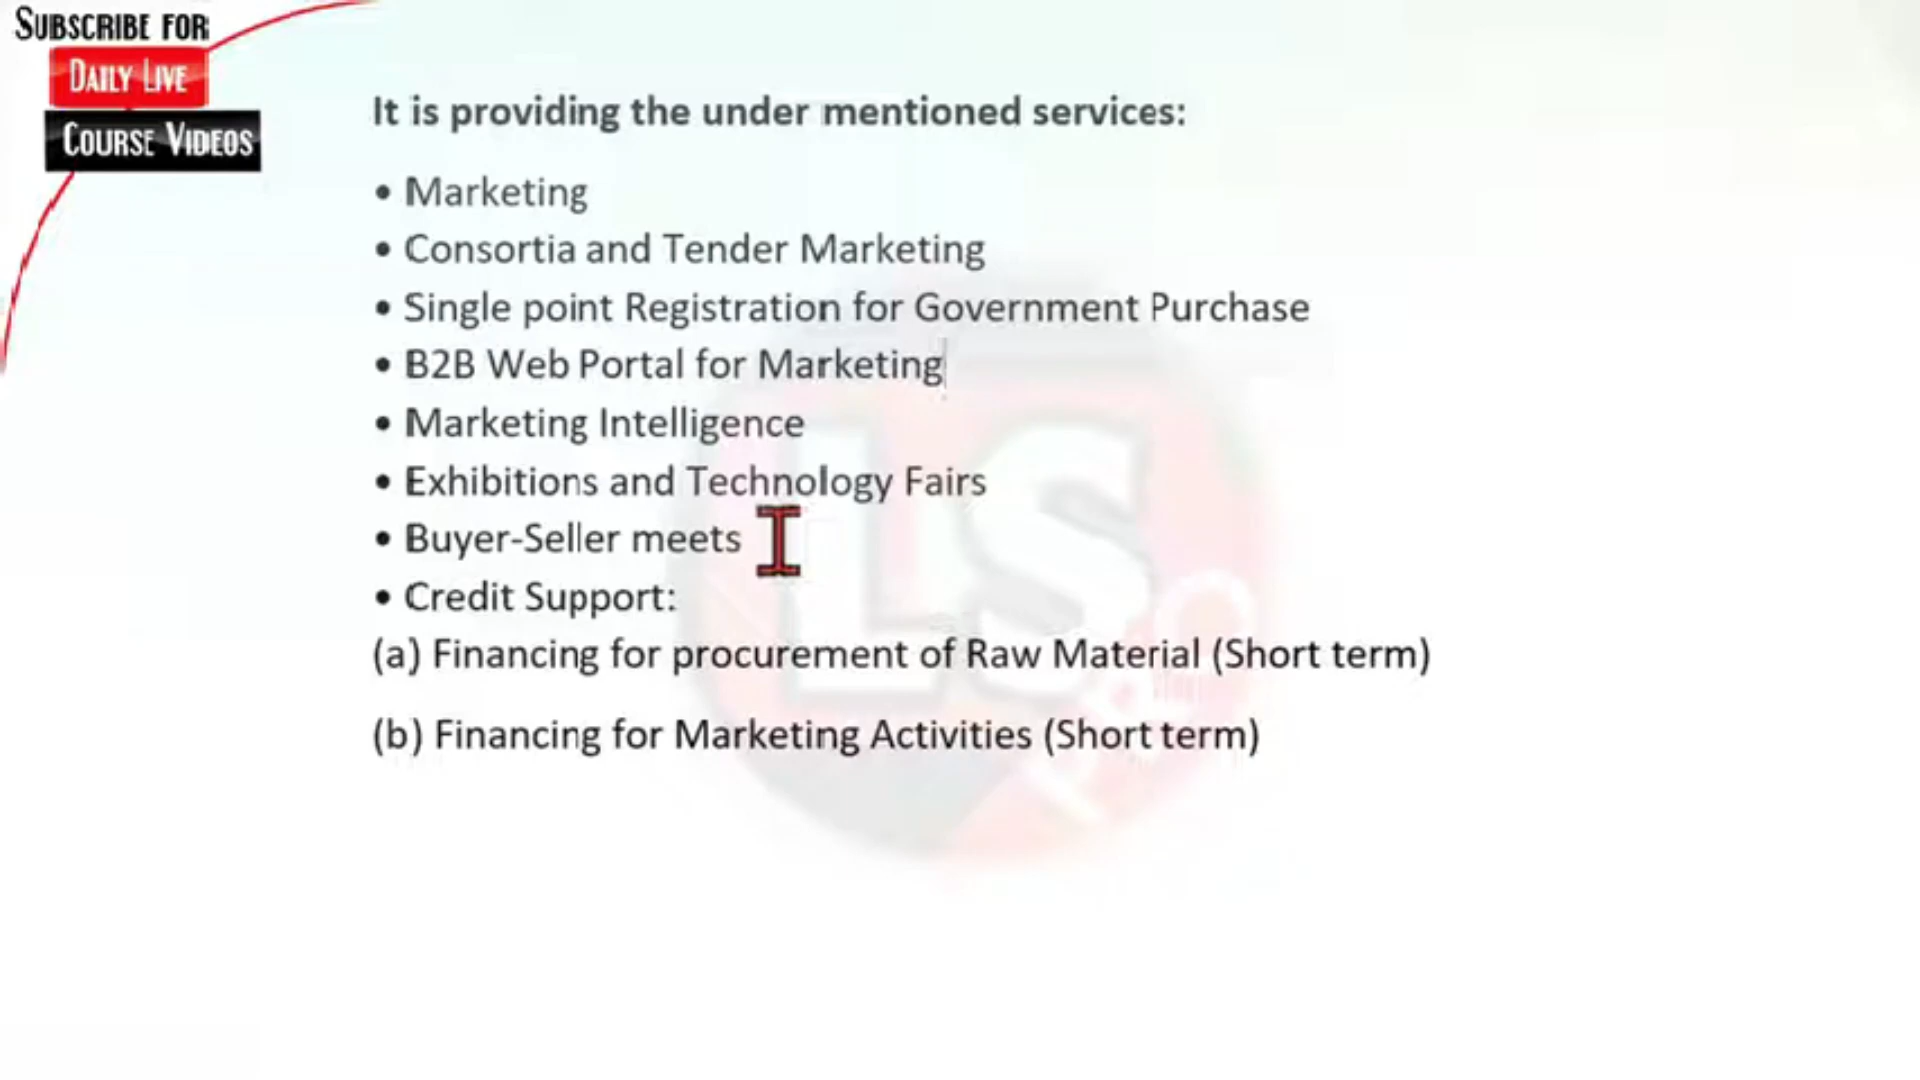 SUBSCRIBE FOR
DAILY LIVE
COURSE VIDEOS
It is providing the under mentioned services:
• Marketing
• Consortia and Tender Marketing
• Single point Registration for Government Purchase
• B2B Web Portal for Marketing
• Marketing Intelligence
• Exhibitions and Technology Fairs
• Buyer-Seller meets
• Credit Support:
(a) Financing for procurement of Raw Material (Short term)
(b) Financing for Marketing Activities (Short term)
LS
PRO